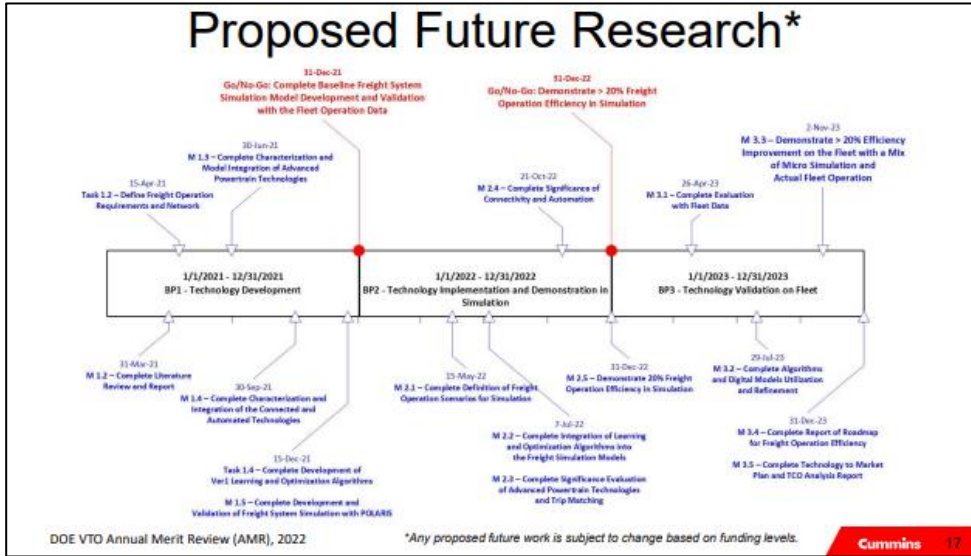 Proposed Future Research*
31-Dec-21
Go/No-Go: Complete Baseline Freight System
Simulation Model Development and Validation
with the Fleet Operation Data
31-Dec-22
Go/No-Go: Demonstrate > 20% Freight
Operation Efficiency in Simulation
30-Jun-21
M 1.3 – Complete Characterization and
Model Integration of Advanced
Powertrain Technologies
2-Nov-23
M 3.3 – Demonstrate > 20% Efficiency
Improvement on the Fleet with a Mix
of Micro Simulation and
Actual Fleet Operation
15-Apr-21
Task 1.2 – Define Freight Operation
Requirements and Network
21-Oct-22
M 2.4 – Complete Significance of
Connectivity and Automation
26-Apr-23
M 3.1 – Complete Evaluation
with Fleet Data
1/1/2021 - 12/31/2021
BP1 - Technology Development
1/1/2022 - 12/31/2022
BP2 - Technology Implementation and Demonstration in
Simulation
1/1/2023 - 12/31/2023
BP3 - Technology Validation on Fleet
31-Mar-21
M 1.2 – Complete Literature
Review and Report
30-Sep-21
M 1.4 – Complete Characterization and
Integration of the Connected and
Automated Technologies
15-Dec-21
Task 1.4 – Complete Development of
Ver1 Learning and Optimization Algorithms
M 1.5 – Complete Development and
Validation of Freight System Simulation with POLARIS
15-May-22
M 2.1 – Complete Definition of Freight
Operation Scenarios for Simulation
7-Jul-22
M 2.2 – Complete Integration of Learning
and Optimization Algorithms into
the Freight Simulation Models
M 2.3 – Complete Significance Evaluation
of Advanced Powertrain Technologies
and Trip Matching
31-Dec-22
M 2.5 – Demonstrate 20% Freight
Operation Efficiency in Simulation
29-Jul-23
M 3.2 – Complete Algorithms
and Digital Models Utilization
and Refinement
31-Dec-23
M 3.4 – Complete Report of Roadmap
for Freight Operation Efficiency
M 3.5 – Complete Technology to Market
Plan and TCO Analysis Report
DOE VTO Annual Merit Review (AMR), 2022
*Any proposed future work is subject to change based on funding levels.
Cummins 17